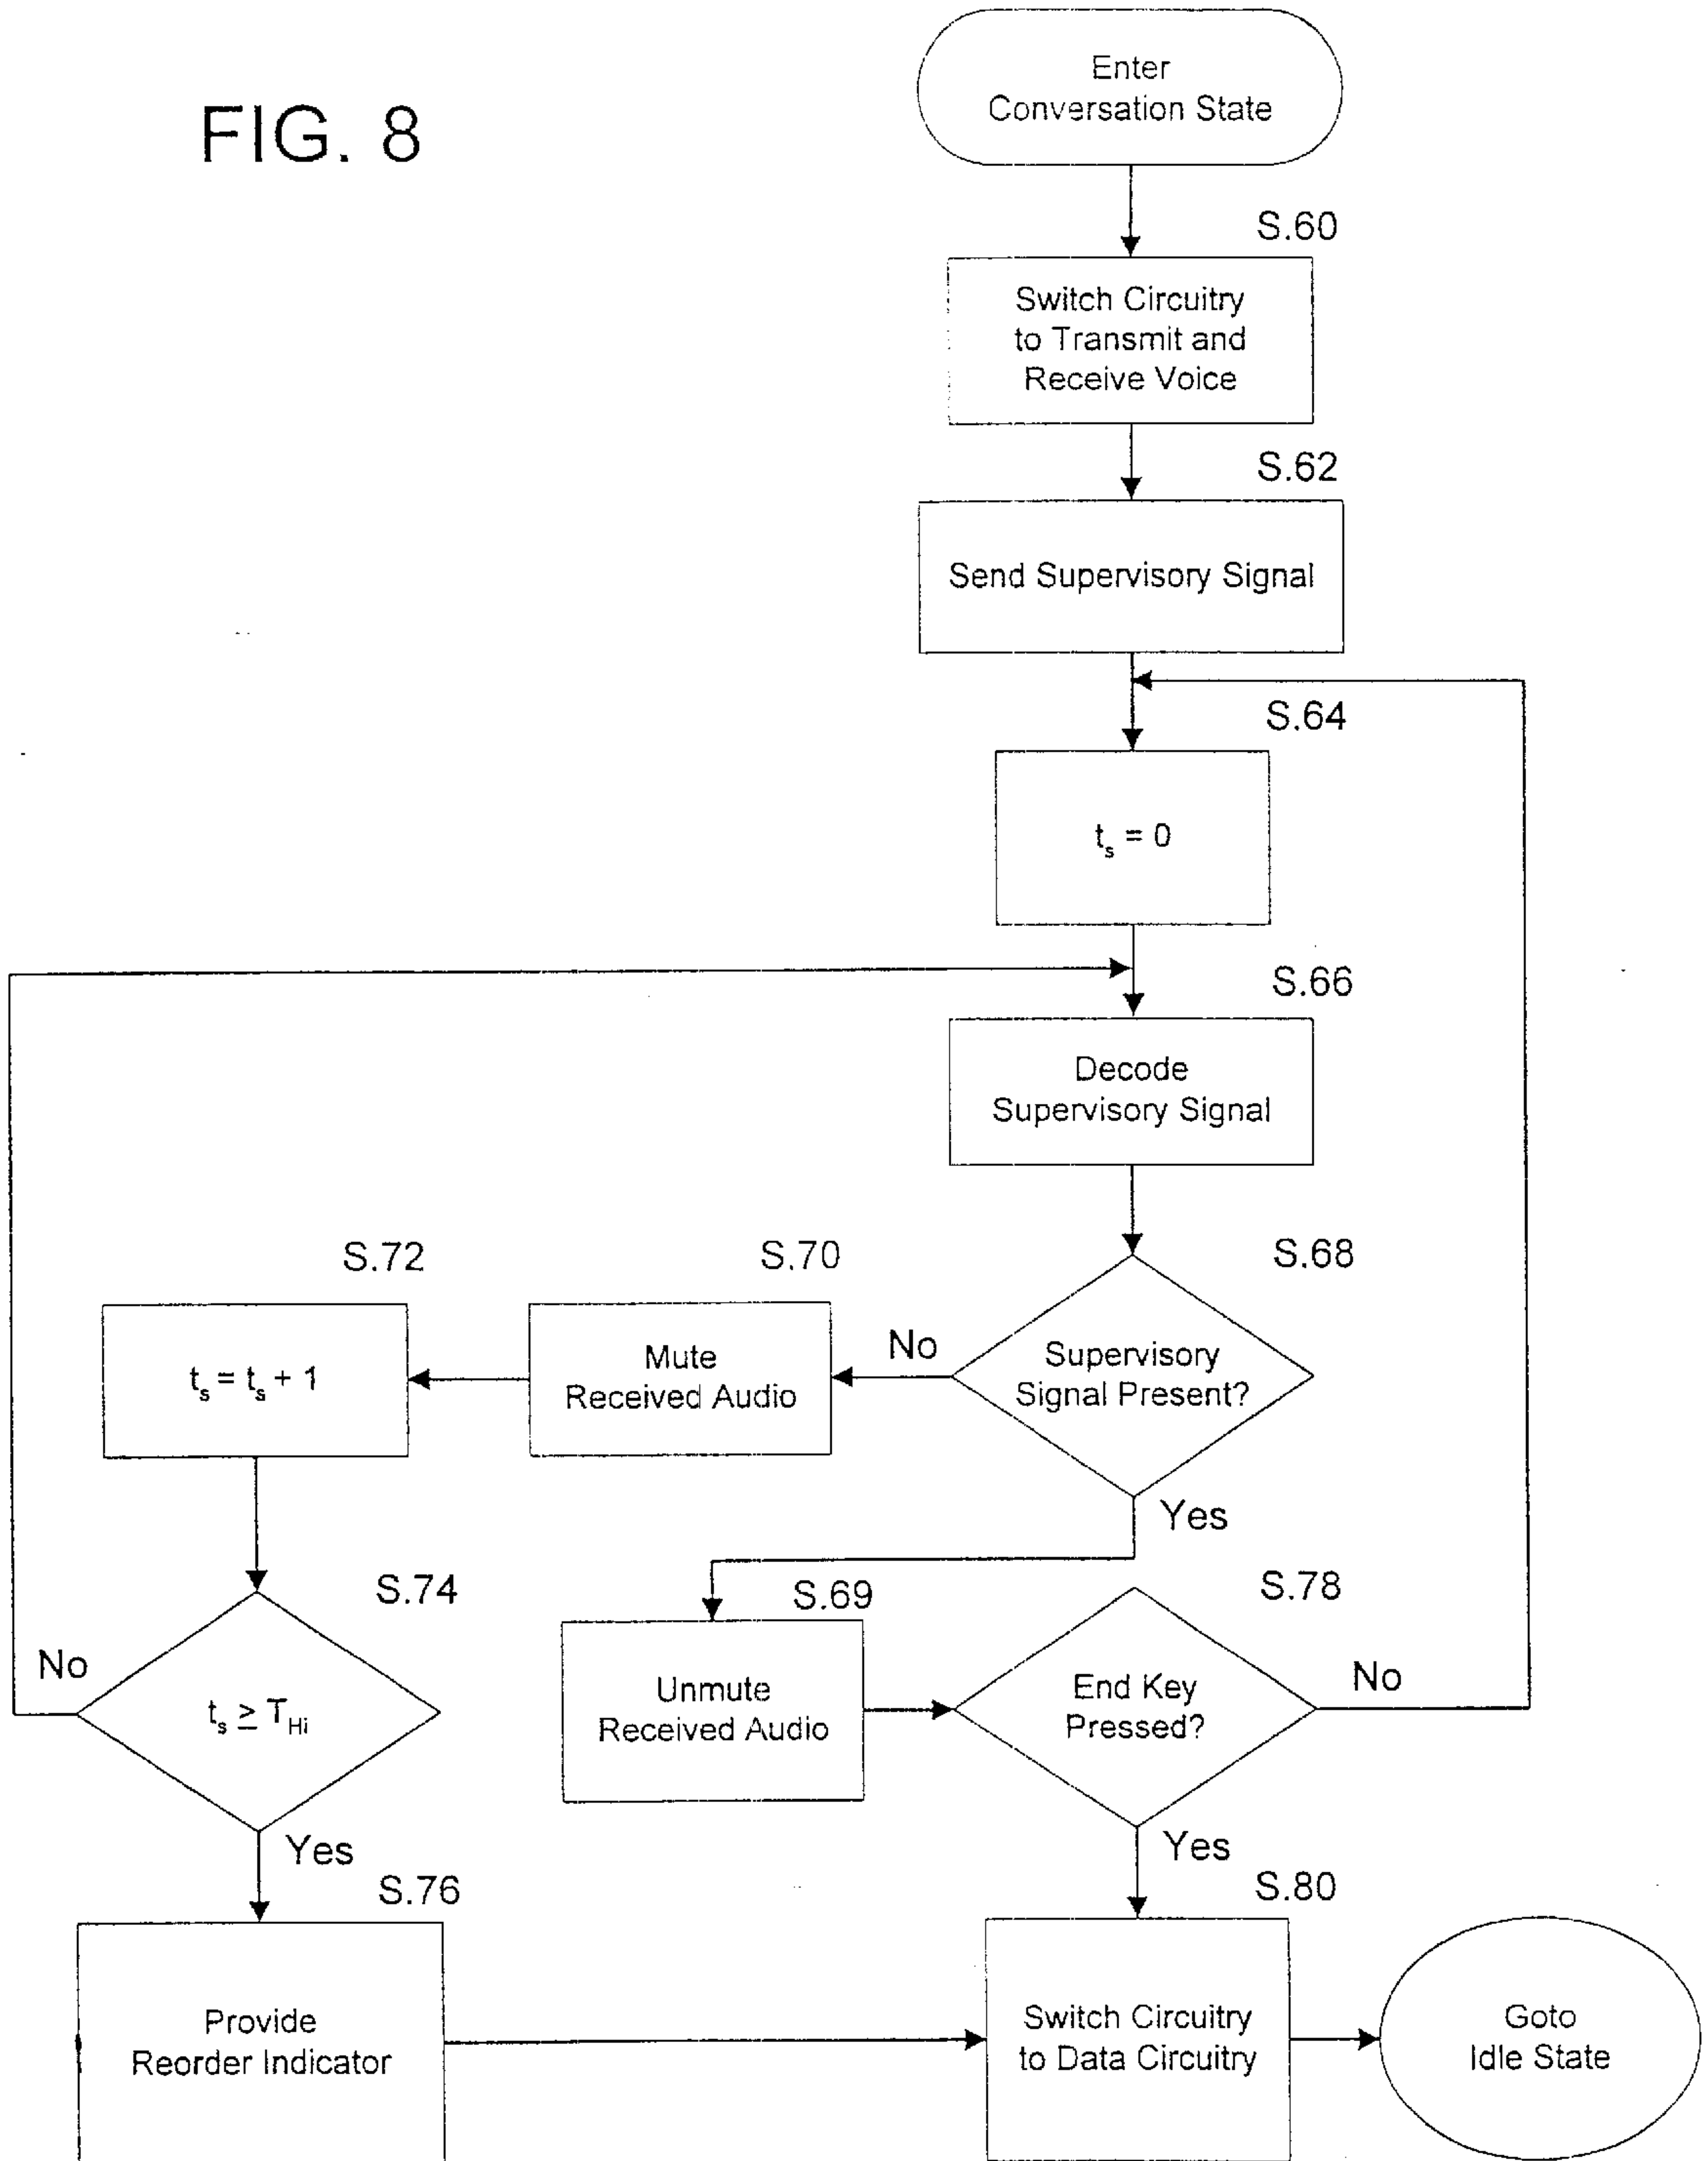 FIG. 8
Enter
Conversation State
S.60
Switch Circuitry
to Transmit and
Receive Voice
S.62
Send Supervisory Signal
S.64
tₛ = 0
S.66
Decode
Supervisory Signal
S.68
Supervisory
Signal Present?
No
Yes
S.70
Mute
Received Audio
S.72
tₛ = tₛ + 1
S.74
tₛ ≥ T_Hi
No
Yes
S.69
Unmute
Received Audio
S.78
End Key
Pressed?
No
Yes
S.76
Provide
Reorder Indicator
S.80
Switch Circuitry
to Data Circuitry
Goto
Idle State